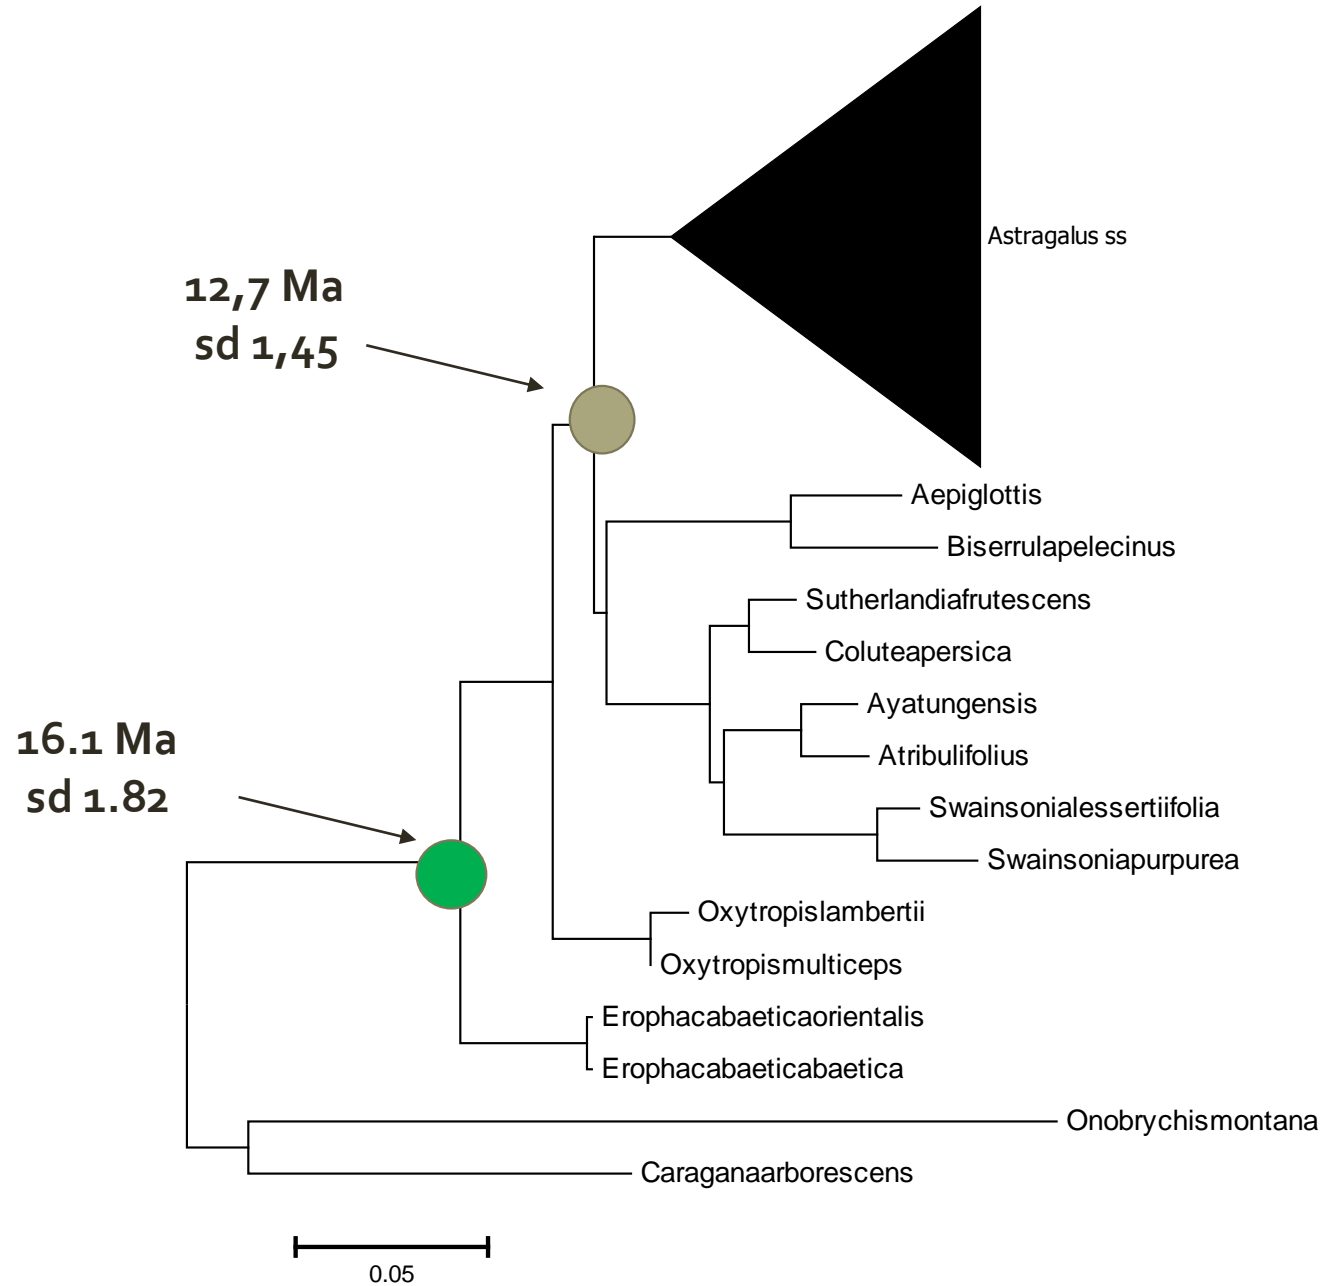 Astragalus ss
12,7 Ma
sd 1,45
Aepiglottis
Biserrulapelecinus
Sutherlandiafrutescens
Coluteapersica
Ayatungensis
Atribulifolius
16.1 Ma
sd 1.82
Swainsonialessertiifolia
Swainsoniapurpurea
Oxytropislambertii
Oxytropismulticeps
Erophacabaeticaorientalis
Erophacabaeticabaetica
Onobrychismontana
Caraganaarborescens
0.05